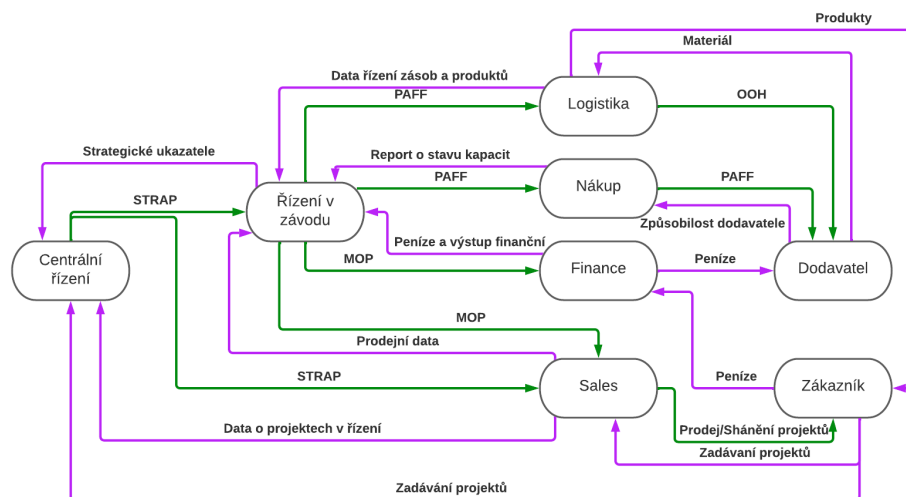 Produkty
Materiál
Data řízení zásob a produktů
PAFF
Logistika
OOH
Strategické ukazatele
Report o stavu kapacit
PAFF
Nákup
PAFF
STRAP
Řízení v
závodu
Způsobilost dodavatele
Peníze a výstup finanční
Centrální
řízení
MOP
Finance
Peníze
Dodavatel
MOP
Prodejní data
STRAP
Sales
Peníze
Zákazník
Data o projektech v řízení
Prodej/Shánění projektů
Zadávaní projektů
Zadávání projektů